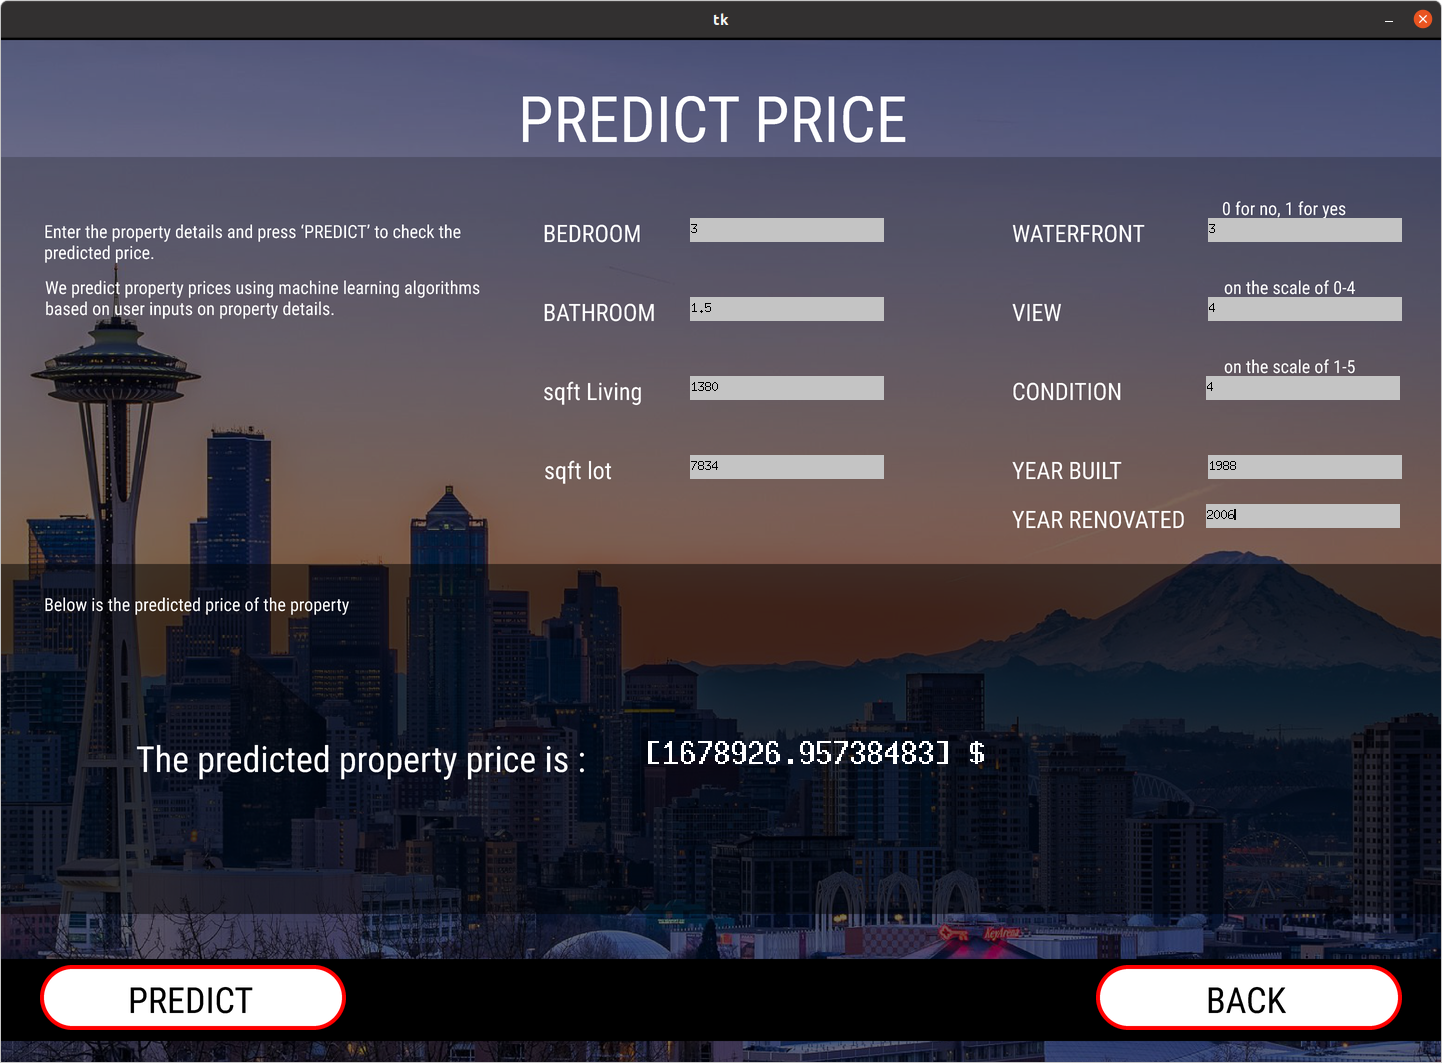 tk
PREDICT PRICE
Enter the property details and press ‘PREDICT’ to check the
predicted price.
We predict property prices using machine learning algorithms
based on user inputs on property details.
BEDROOM 3
BATHROOM 1.5
sqft Living 1380
sqft lot 7834
0 for no, 1 for yes
WATERFRONT 3
on the scale of 0-4
VIEW 4
on the scale of 1-5
CONDITION 4
YEAR BUILT 1988
YEAR RENOVATED 2006
Below is the predicted price of the property
The predicted property price is : [1678926.95738483] $
KeyArena
PREDICT
BACK